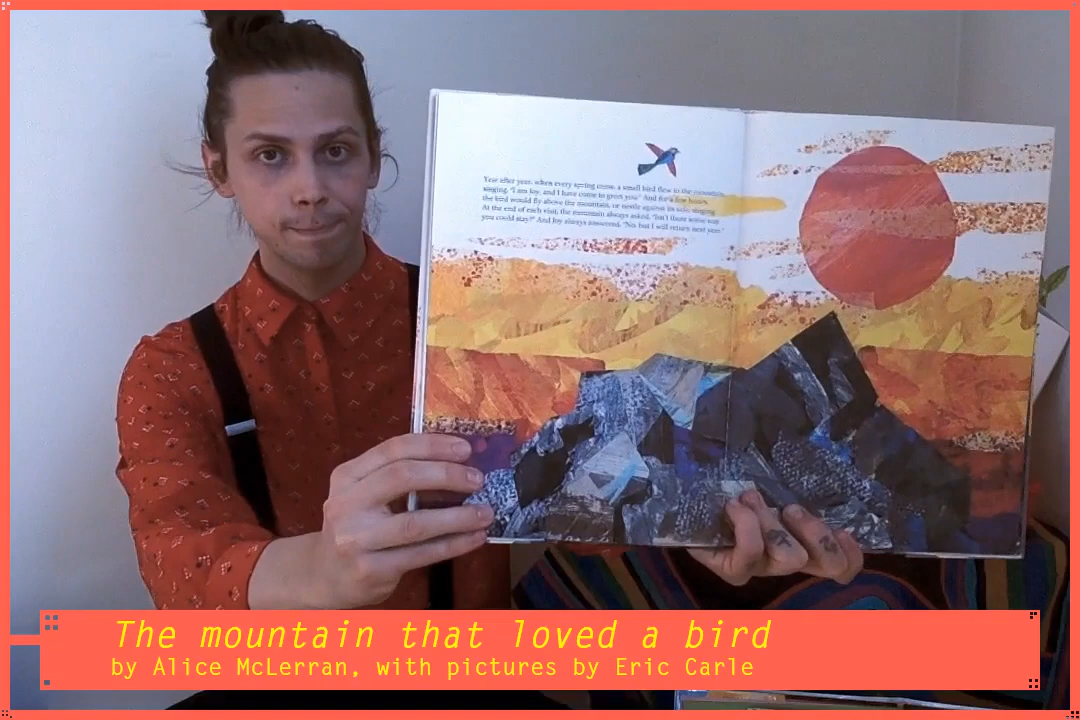 Year after year, when every spring came, a small bird flew to the mountain,
singing, "I am Joy, and I have come to greet you." And for a few hours,
the bird would fly above the mountain, or nestle against its side, singing.
At the end of each visit, the mountain always asked, "Isn't there some way
you could stay?" And Joy always answered, "No, but I will return next year."
The mountain that loved a bird
by Alice McLerran, with pictures by Eric Carle